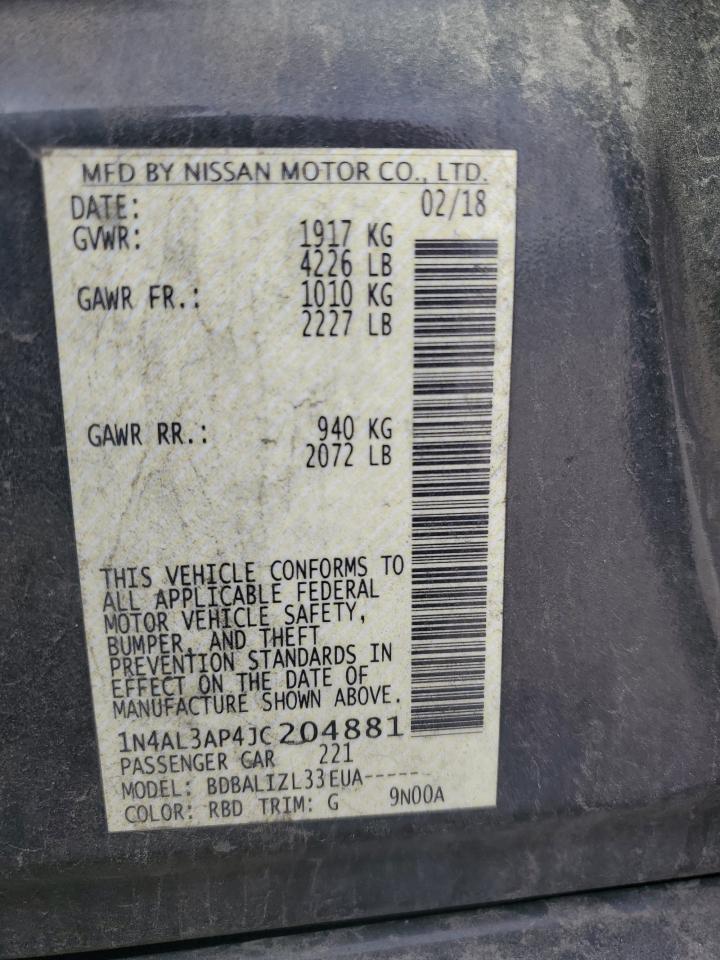 MFD BY NISSAN MOTOR CO., LTD.
DATE: 02/18
GVWR: 1917 KG
4226 LB
GAWR FR.: 1010 KG
2227 LB
GAWR RR.: 940 KG
2072 LB
THIS VEHICLE CONFORMS TO
ALL APPLICABLE FEDERAL
MOTOR VEHICLE SAFETY,
BUMPER, AND THEFT
PREVENTION STANDARDS IN
EFFECT ON THE DATE OF
MANUFACTURE SHOWN ABOVE.
1N4AL3AP4JC204881
PASSENGER CAR 221
MODEL: BDBALIZL33EUA------
COLOR: RBD TRIM: G 9N00A